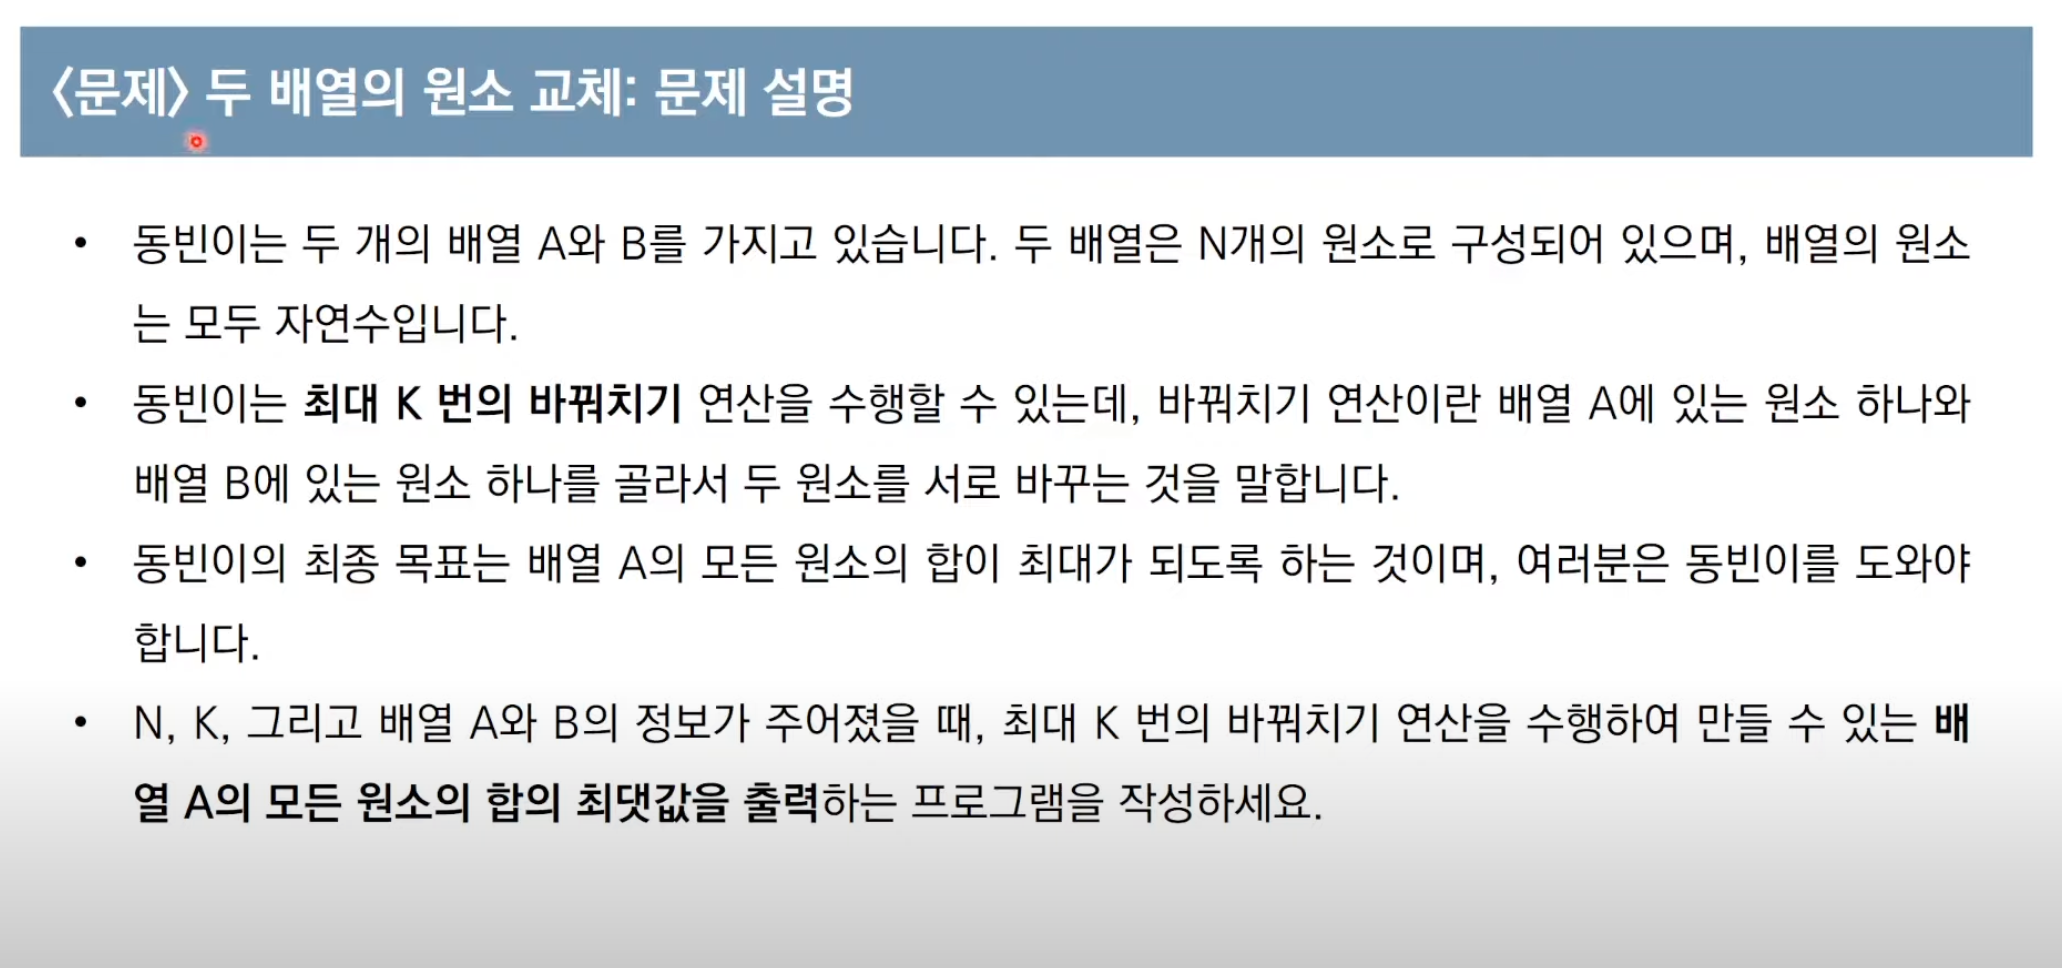 〈문제〉 두 배열의 원소 교체: 문제 설명
• 동빈이는 두 개의 배열 A와 B를 가지고 있습니다. 두 배열은 N개의 원소로 구성되어 있으며, 배열의 원소
는 모두 자연수입니다.
• 동빈이는 최대 K 번의 바꿔치기 연산을 수행할 수 있는데, 바꿔치기 연산이란 배열 A에 있는 원소 하나와
배열 B에 있는 원소 하나를 골라서 두 원소를 서로 바꾸는 것을 말합니다.
• 동빈이의 최종 목표는 배열 A의 모든 원소의 합이 최대가 되도록 하는 것이며, 여러분은 동빈이를 도와야
합니다.
• N, K, 그리고 배열 A와 B의 정보가 주어졌을 때, 최대 K 번의 바꿔치기 연산을 수행하여 만들 수 있는 배
열 A의 모든 원소의 합의 최댓값을 출력하는 프로그램을 작성하세요.